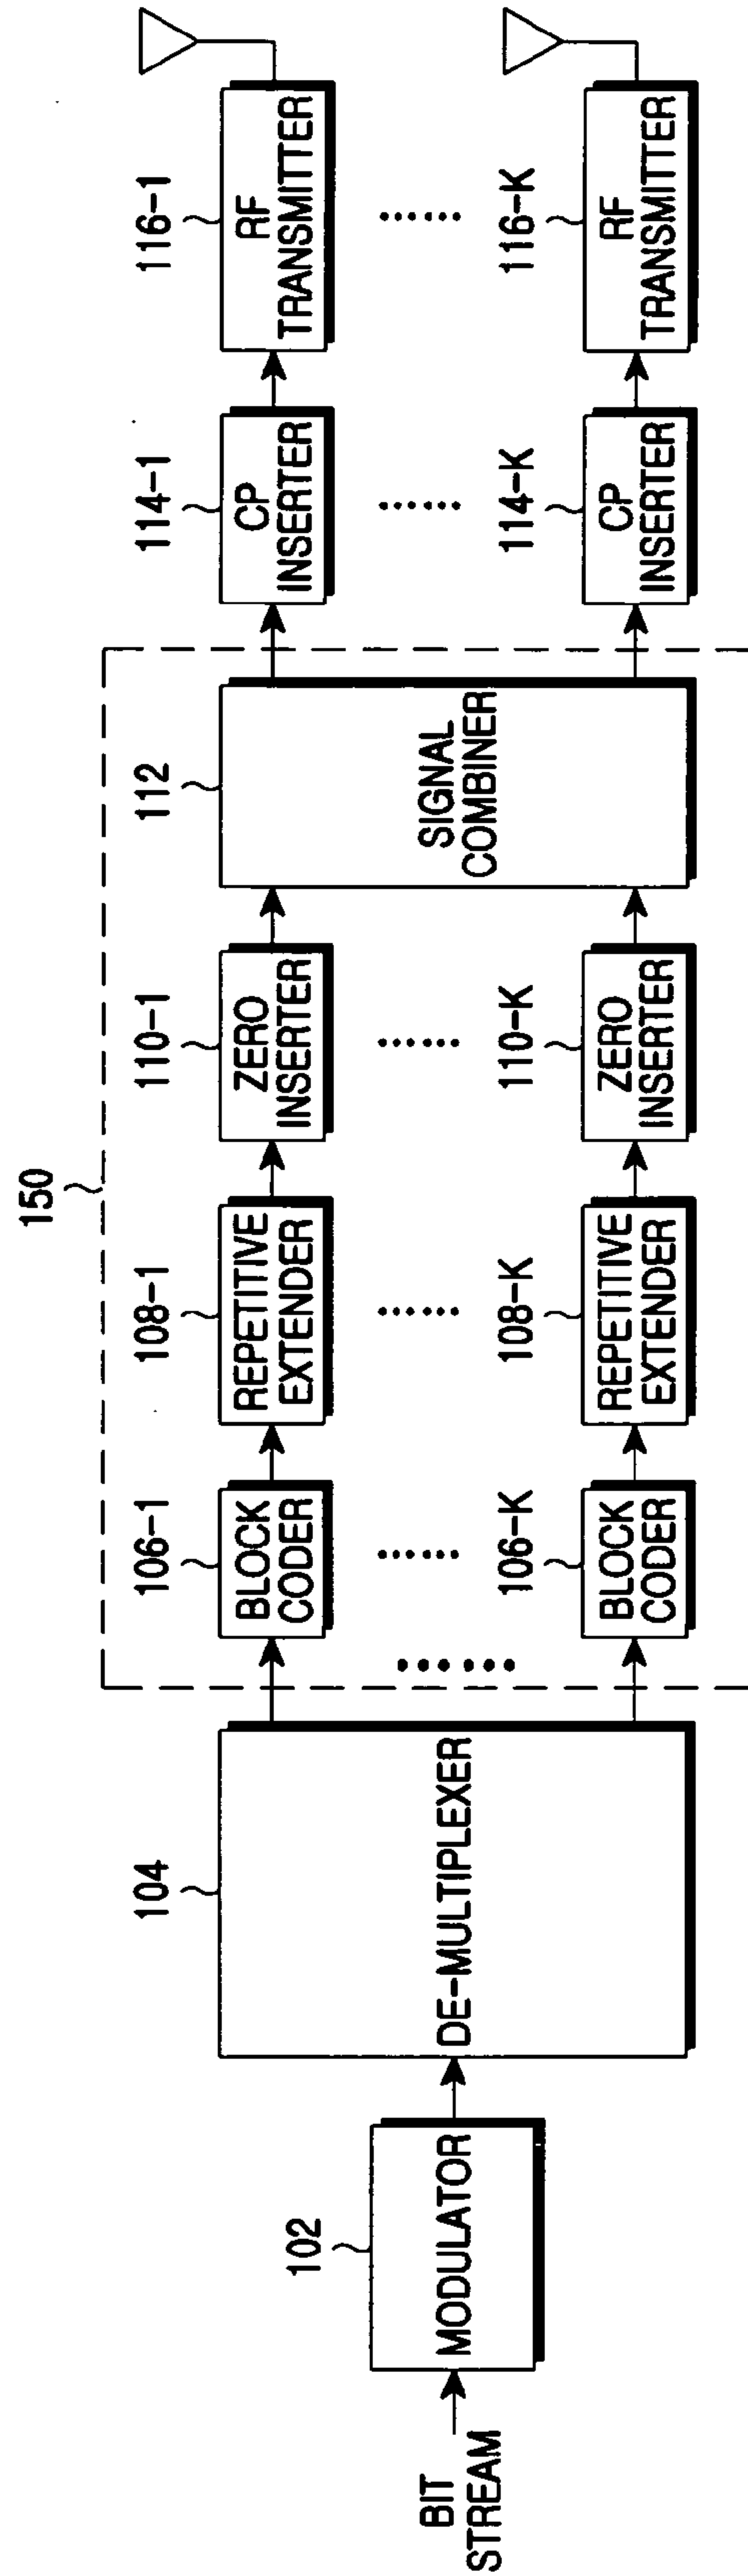 150
102
104
106-1
108-1
110-1
112
114-1
116-1
BIT
STREAM
MODULATOR
DE-MULTIPLEXER
BLOCK
CODER
REPETITIVE
EXTENDER
ZERO
INSERTER
SIGNAL
COMBINER
CP
INSERTER
RF
TRANSMITTER
106-K
108-K
110-K
114-K
116-K
BLOCK
CODER
REPETITIVE
EXTENDER
ZERO
INSERTER
CP
INSERTER
RF
TRANSMITTER